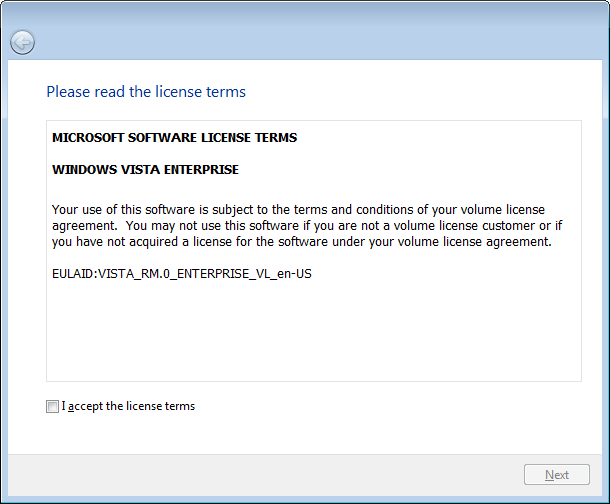 Please read the license terms
MICROSOFT SOFTWARE LICENSE TERMS
WINDOWS VISTA ENTERPRISE
Your use of this software is subject to the terms and conditions of your volume license
agreement.  You may not use this software if you are not a volume license customer or if
you have not acquired a license for the software under your volume license agreement.
EULAID:VISTA_RM.0_ENTERPRISE_VL_en-US
I accept the license terms
Next